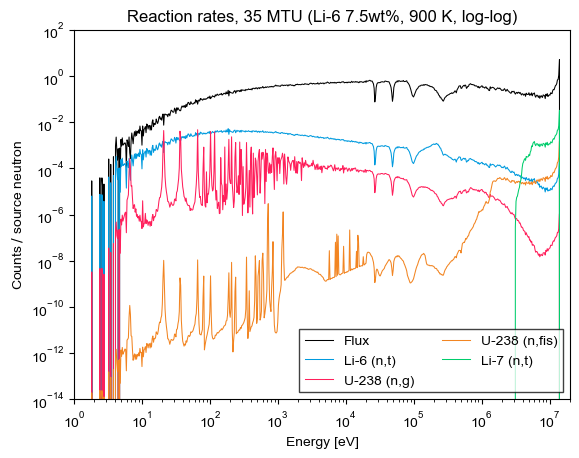 Reaction rates, 35 MTU (Li-6 7.5wt%, 900 K, log-log)
Counts / source neutron
10^2
10^0
10^−2
10^−4
10^−6
10^−8
10^−10
10^−12
10^−14
Flux
Li-6 (n,t)
U-238 (n,g)
U-238 (n,fis)
Li-7 (n,t)
10^0 10^1 10^2 10^3 10^4 10^5 10^6 10^7
Energy [eV]